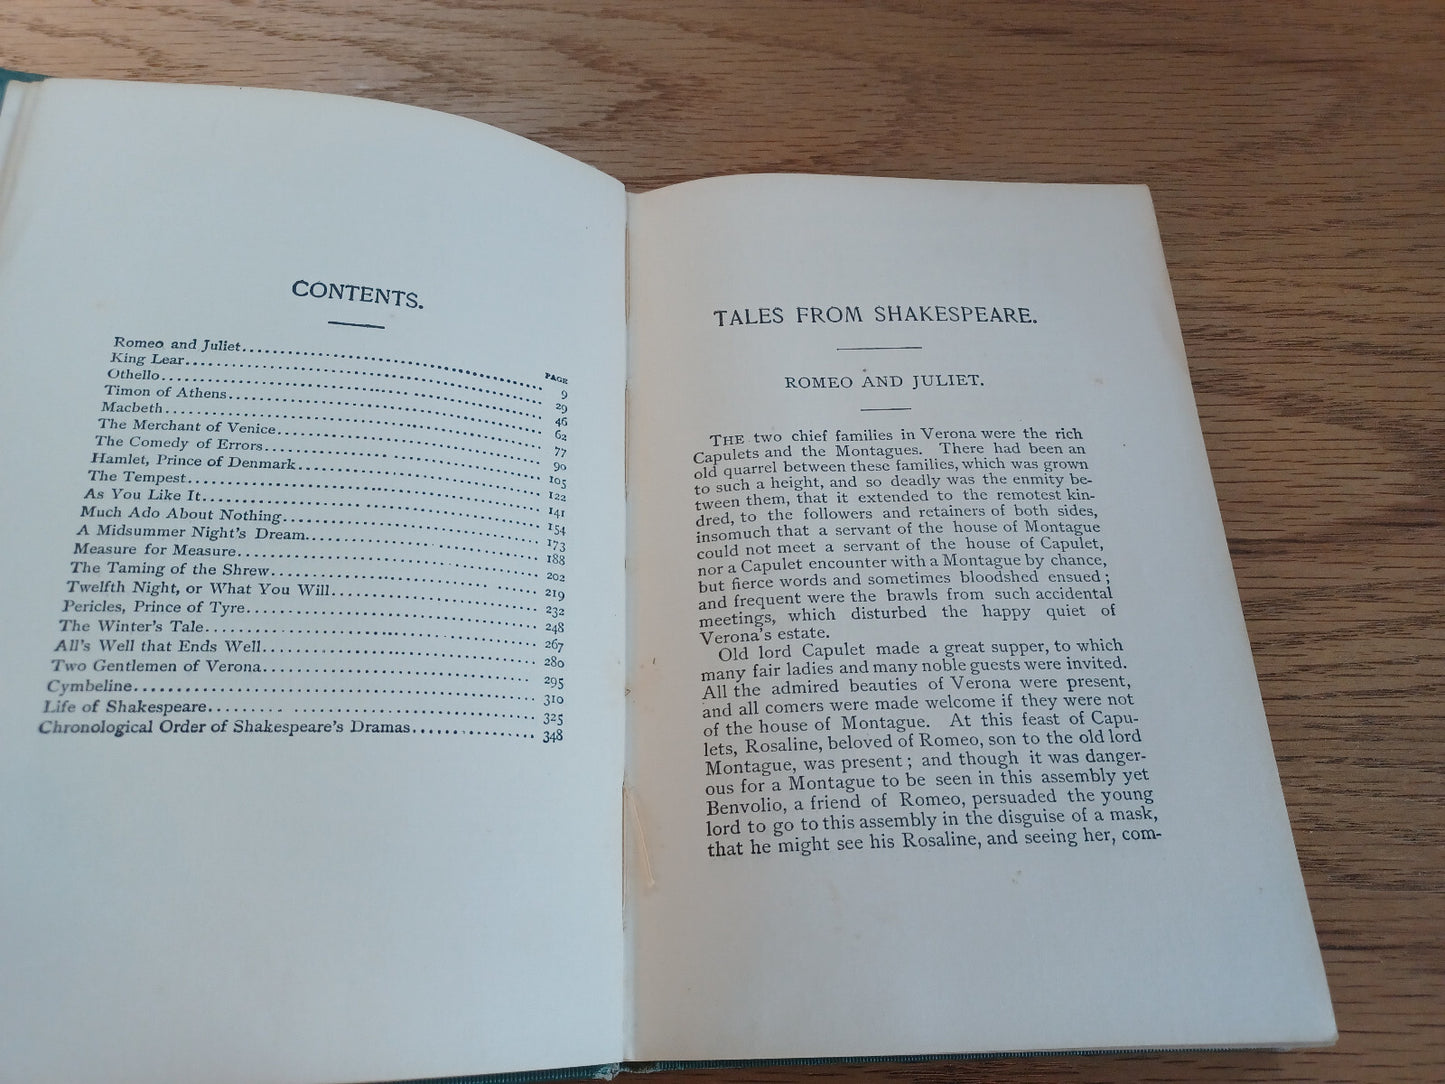 CONTENTS.
PAGE
Romeo and Juliet 9
King Lear 29
Othello 46
Timon of Athens 62
Macbeth 77
The Merchant of Venice 90
The Comedy of Errors 105
Hamlet, Prince of Denmark 122
The Tempest 141
As You Like It 154
Much Ado About Nothing 173
A Midsummer Night's Dream 188
Measure for Measure 202
The Taming of the Shrew 219
Twelfth Night, or What You Will 232
Pericles, Prince of Tyre 248
The Winter's Tale 267
All's Well that Ends Well 280
Two Gentlemen of Verona 295
Cymbeline 310
Life of Shakespeare 325
Chronological Order of Shakespeare's Dramas 348
TALES FROM SHAKESPEARE.
ROMEO AND JULIET.
THE two chief families in Verona were the rich
Capulets and the Montagues. There had been an
old quarrel between these families, which was grown
to such a height, and so deadly was the enmity be-
tween them, that it extended to the remotest kin-
dred, to the followers and retainers of both sides,
insomuch that a servant of the house of Montague
could not meet a servant of the house of Capulet,
nor a Capulet encounter with a Montague by chance,
but fierce words and sometimes bloodshed ensued;
and frequent were the brawls from such accidental
meetings, which disturbed the happy quiet of
Verona's estate.
Old lord Capulet made a great supper, to which
many fair ladies and many noble guests were invited.
All the admired beauties of Verona were present,
and all comers were made welcome if they were not
of the house of Montague. At this feast of Capu-
lets, Rosaline, beloved of Romeo, son to the old lord
Montague, was present; and though it was danger-
ous for a Montague to be seen in this assembly yet
Benvolio, a friend of Romeo, persuaded the young
lord to go to this assembly in the disguise of a mask,
that he might see his Rosaline, and seeing her, com-